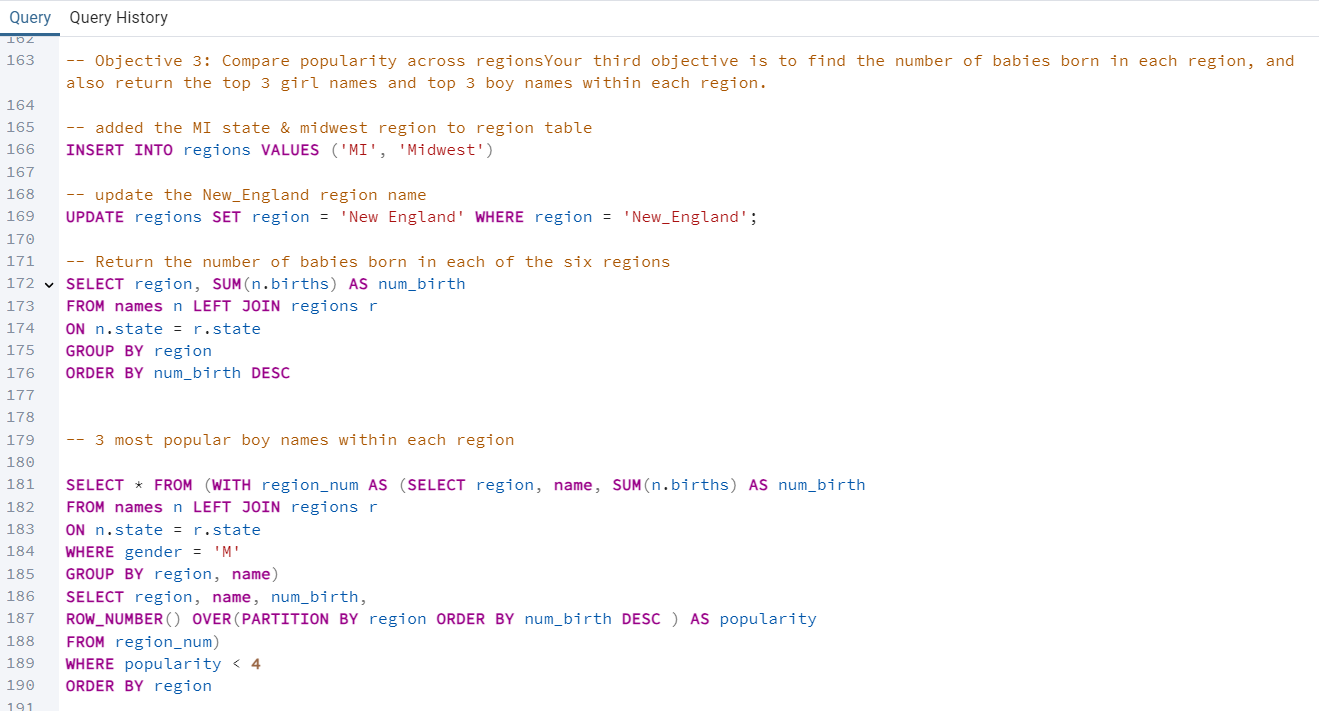 Query Query History
162
163 -- Objective 3: Compare popularity across regionsYour third objective is to find the number of babies born in each region, and
also return the top 3 girl names and top 3 boy names within each region.
164
165 -- added the MI state & midwest region to region table
166 INSERT INTO regions VALUES ('MI', 'Midwest')
167
168 -- update the New_England region name
169 UPDATE regions SET region = 'New England' WHERE region = 'New_England';
170
171 -- Return the number of babies born in each of the six regions
172 SELECT region, SUM(n.births) AS num_birth
173 FROM names n LEFT JOIN regions r
174 ON n.state = r.state
175 GROUP BY region
176 ORDER BY num_birth DESC
177
178
179 -- 3 most popular boy names within each region
180
181 SELECT * FROM (WITH region_num AS (SELECT region, name, SUM(n.births) AS num_birth
182 FROM names n LEFT JOIN regions r
183 ON n.state = r.state
184 WHERE gender = 'M'
185 GROUP BY region, name)
186 SELECT region, name, num_birth,
187 ROW_NUMBER() OVER(PARTITION BY region ORDER BY num_birth DESC ) AS popularity
188 FROM region_num)
189 WHERE popularity < 4
190 ORDER BY region
191